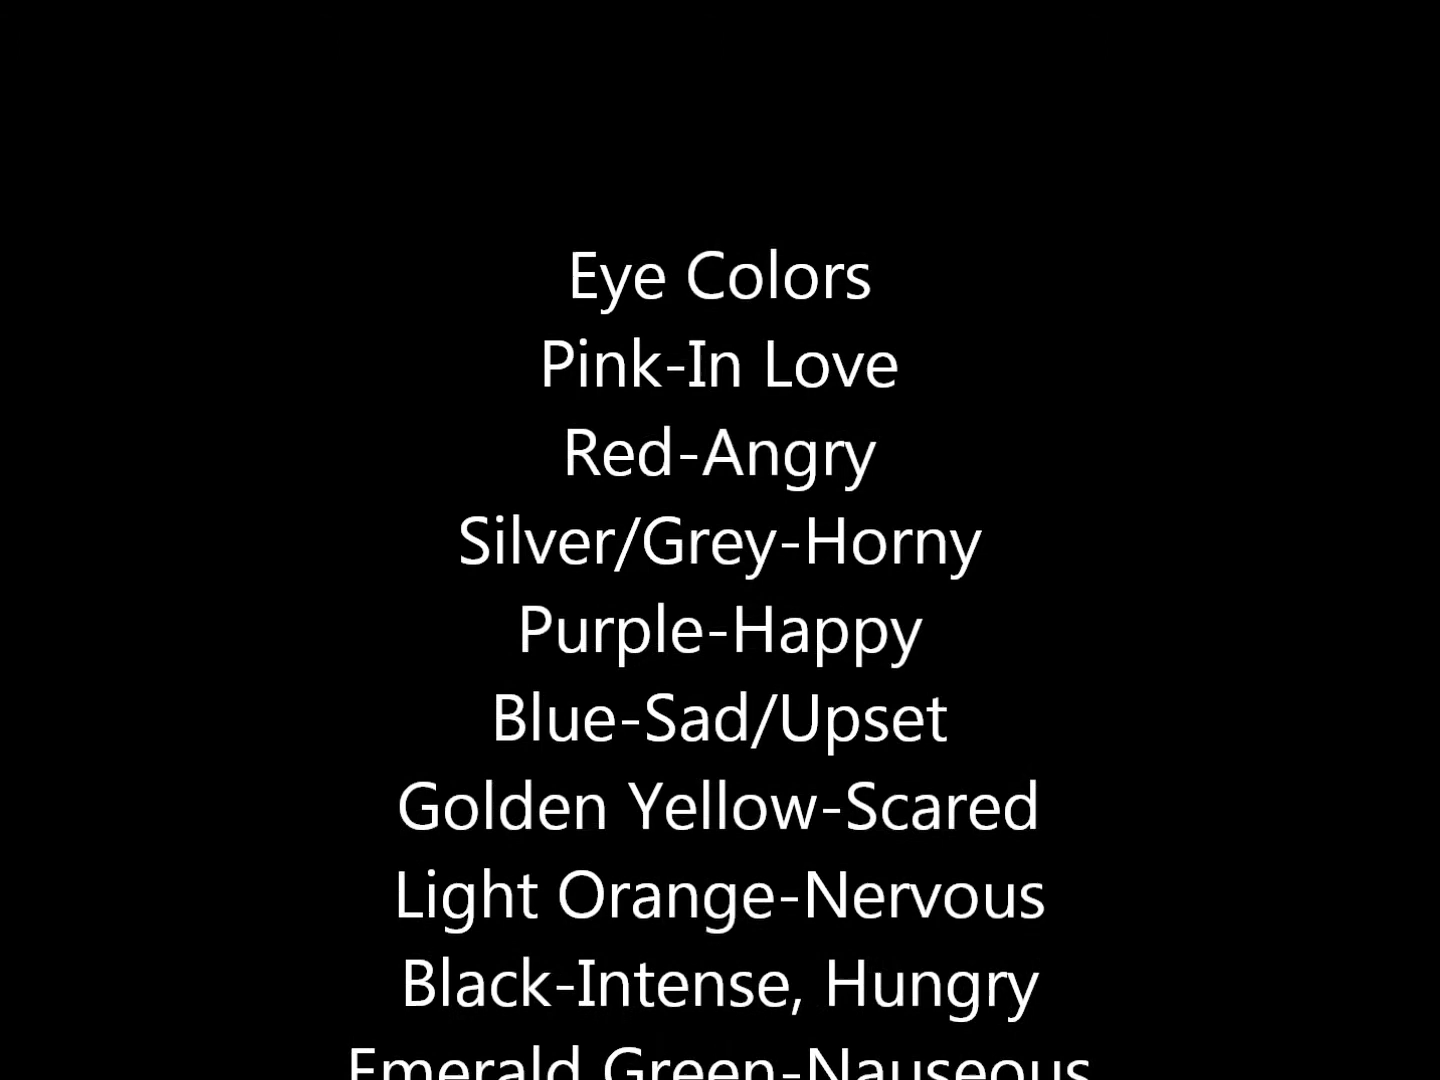 Eye Colors
Pink-In Love
Red-Angry
Silver/Grey-Horny
Purple-Happy
Blue-Sad/Upset
Golden Yellow-Scared
Light Orange-Nervous
Black-Intense, Hungry
Emerald Green-Nauseous